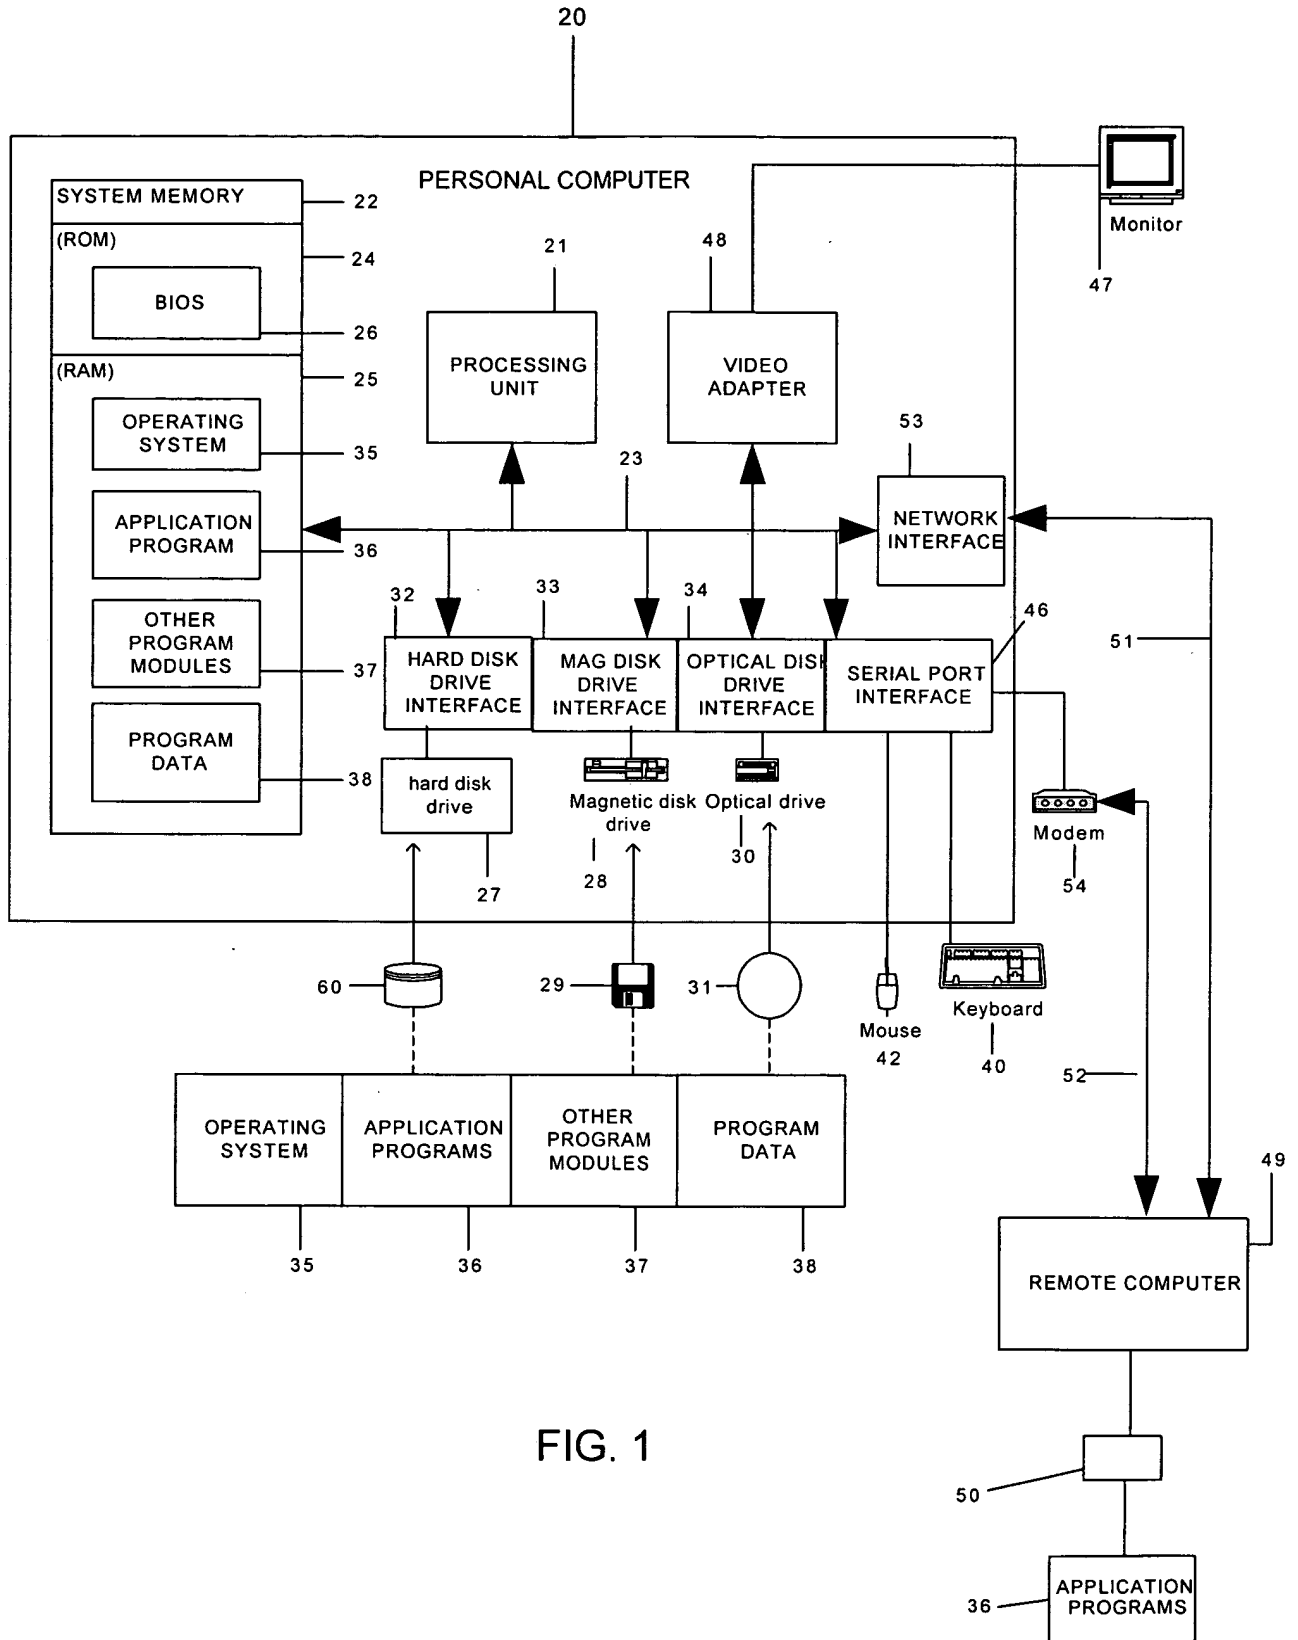 20
PERSONAL COMPUTER
SYSTEM MEMORY
22
(ROM)
24
BIOS
26
(RAM)
25
OPERATING
SYSTEM
35
APPLICATION
PROGRAM
36
OTHER
PROGRAM
MODULES
37
PROGRAM
DATA
38
21
PROCESSING
UNIT
48
VIDEO
ADAPTER
Monitor
47
23
53
NETWORK
INTERFACE
32
HARD DISK
DRIVE
INTERFACE
33
MAG DISK
DRIVE
INTERFACE
34
OPTICAL DISK
DRIVE
INTERFACE
46
SERIAL PORT
INTERFACE
51
hard disk
drive
27
Magnetic disk
drive
28
Optical drive
30
Modem
54
60
29
31
Mouse
42
Keyboard
40
52
OPERATING
SYSTEM
APPLICATION
PROGRAMS
OTHER
PROGRAM
MODULES
PROGRAM
DATA
35
36
37
38
49
REMOTE COMPUTER
FIG. 1
50
36
APPLICATION
PROGRAMS